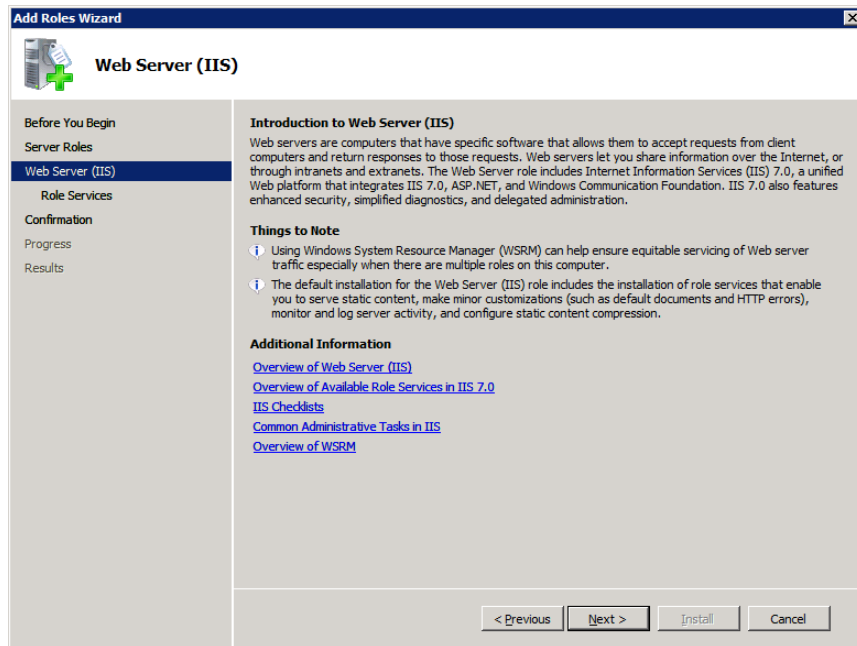 Add Roles Wizard
Web Server (IIS)
Before You Begin
Server Roles
Web Server (IIS)
Role Services
Confirmation
Progress
Results
Introduction to Web Server (IIS)
Web servers are computers that have specific software that allows them to accept requests from client
computers and return responses to those requests. Web servers let you share information over the Internet, or
through intranets and extranets. The Web Server role includes Internet Information Services (IIS) 7.0, a unified
Web platform that integrates IIS 7.0, ASP.NET, and Windows Communication Foundation. IIS 7.0 also features
enhanced security, simplified diagnostics, and delegated administration.
Things to Note
Using Windows System Resource Manager (WSRM) can help ensure equitable servicing of Web server
traffic especially when there are multiple roles on this computer.
The default installation for the Web Server (IIS) role includes the installation of role services that enable
you to serve static content, make minor customizations (such as default documents and HTTP errors),
monitor and log server activity, and configure static content compression.
Additional Information
Overview of Web Server (IIS)
Overview of Available Role Services in IIS 7.0
IIS Checklists
Common Administrative Tasks in IIS
Overview of WSRM
< Previous Next > Install Cancel